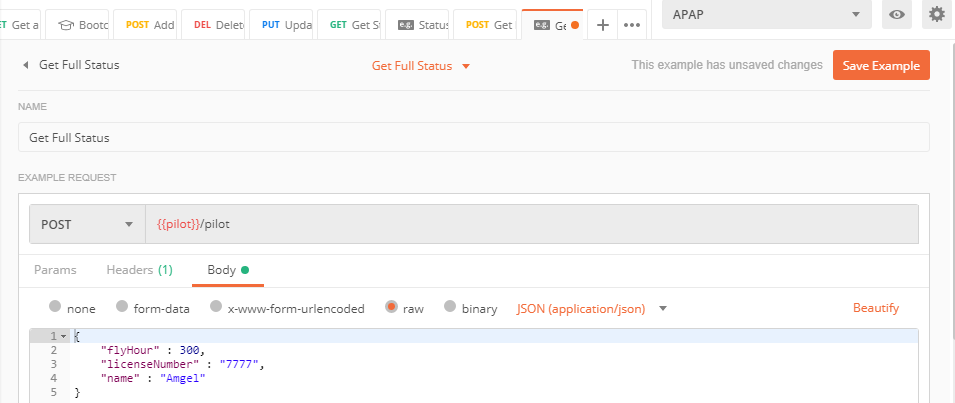 ET Get a
Bootc
POST Add
DEL Delet
PUT Upda
GET Get S
e.g. Status
POST Get
e.g. Ge
APAP
Get Full Status
Get Full Status
This example has unsaved changes
Save Example
NAME
Get Full Status
EXAMPLE REQUEST
POST
{{pilot}}/pilot
Params
Headers (1)
Body
none
form-data
x-www-form-urlencoded
raw
binary
JSON (application/json)
Beautify
1 {
2 "flyHour" : 300,
3 "licenseNumber" : "7777",
4 "name" : "Amgel"
5 }